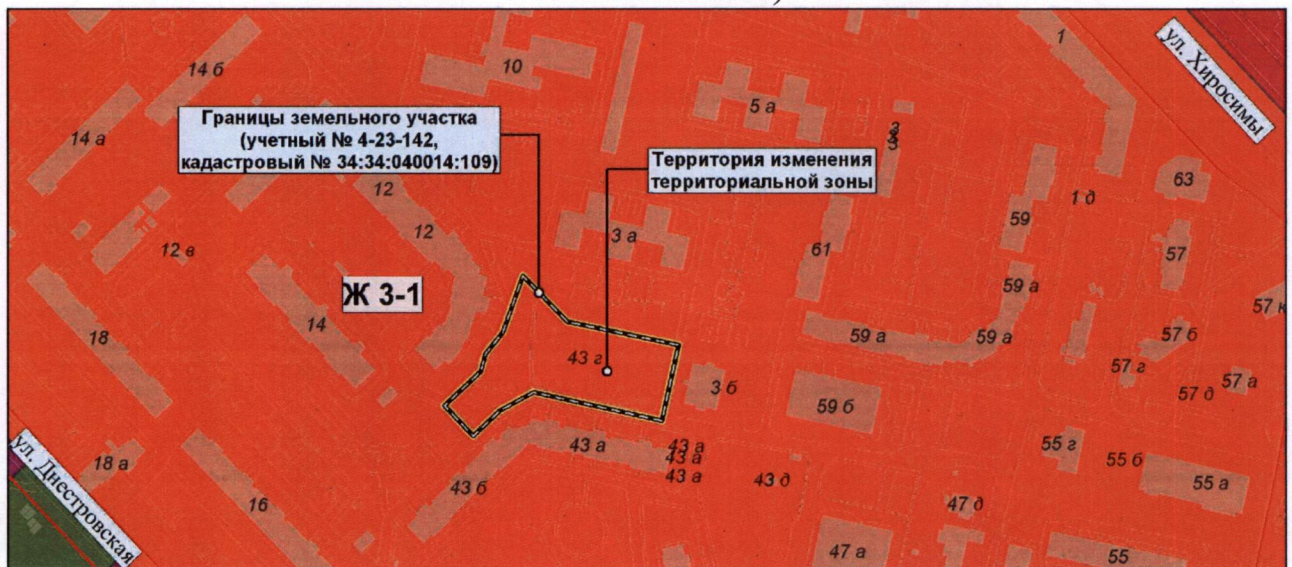 1
ул. Хиросимы
14 б
10
5 а
14 а
Границы земельного участка
(учетный № 4-23-142,
кадастровый № 34:34:040014:109)
Территория изменения
территориальной зоны
3
3
63
12
1 д
59
12
3 а
12 в
61
57
Ж 3-1
59 а
57 к
14
18
59 а
59 а
57 б
43 г
57 г
57 а
3 б
57 д
59 б
43 а
43 а
43 а
43 а
55 г
55 б
ул. Днестровская
18 а
43 б
43 д
55 а
16
47 д
47 а
55